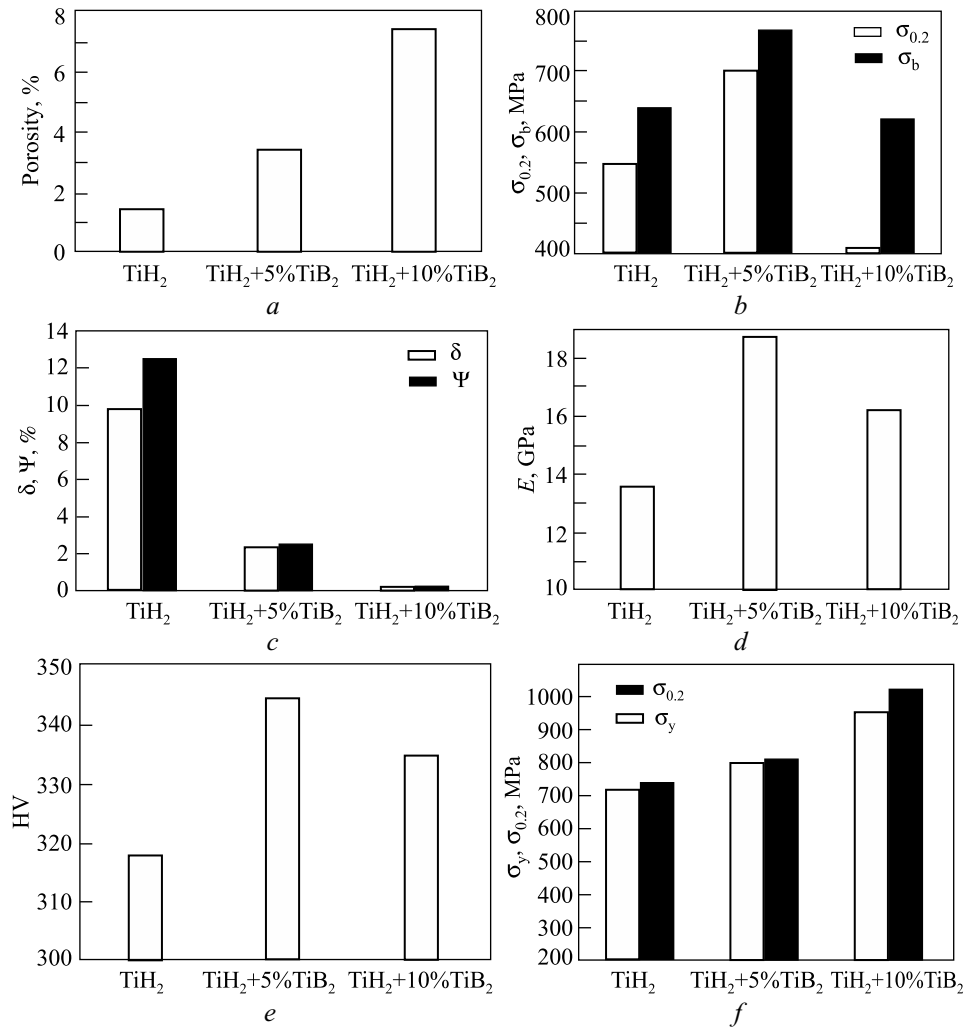 Porosity, %
8
6
4
2
0
TiH₂
TiH₂+5%TiB₂
TiH₂+10%TiB₂
a
σ₀.₂, σb, MPa
800
700
600
500
400
σ₀.₂
σb
TiH₂
TiH₂+5%TiB₂
TiH₂+10%TiB₂
b
δ, Ψ, %
14
12
10
8
6
4
2
0
δ
Ψ
TiH₂
TiH₂+5%TiB₂
TiH₂+10%TiB₂
c
E, GPa
18
16
14
12
10
TiH₂
TiH₂+5%TiB₂
TiH₂+10%TiB₂
d
HV
350
340
330
320
310
300
TiH₂
TiH₂+5%TiB₂
TiH₂+10%TiB₂
e
σy, σ₀.₂, MPa
1000
900
800
700
600
500
400
300
200
σ₀.₂
σy
TiH₂
TiH₂+5%TiB₂
TiH₂+10%TiB₂
f